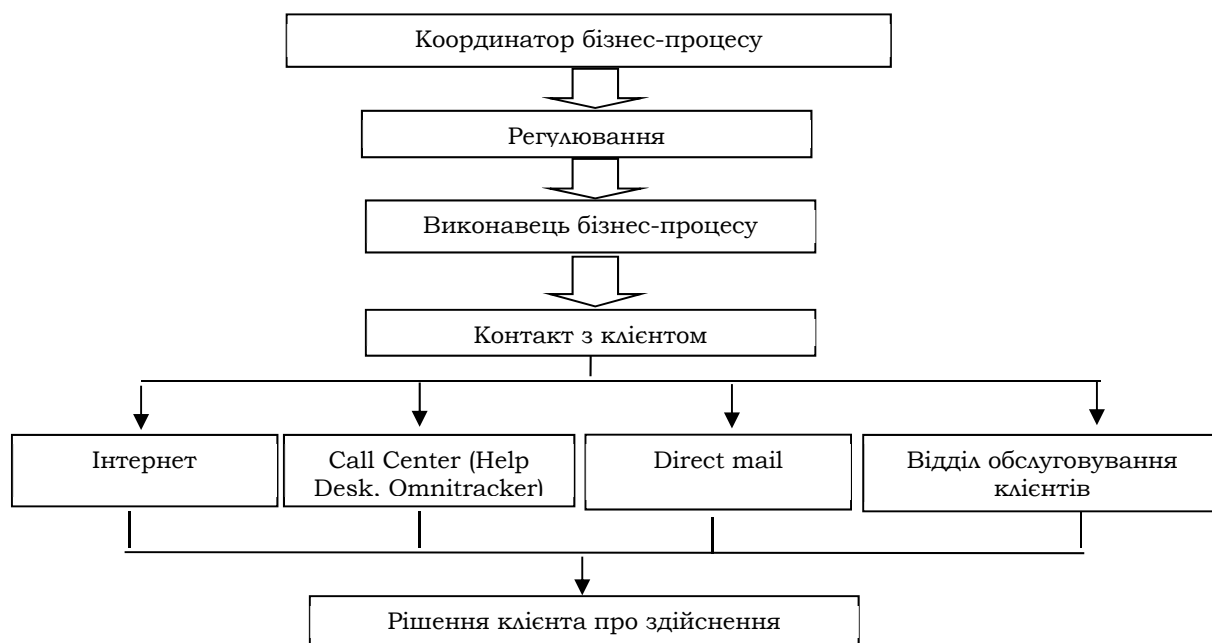 Координатор бізнес-процесу
Регулювання
Виконавець бізнес-процесу
Контакт з клієнтом
Інтернет
Call Center (Help
Desk. Omnitracker)
Direct mail
Відділ обслуговування
клієнтів
Рішення клієнта про здійснення